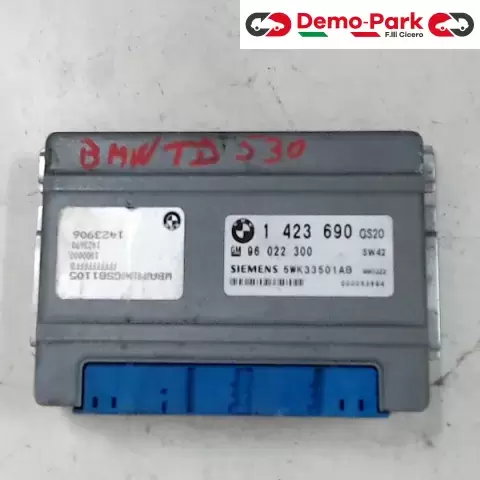 Demo-Park
F.lli Cicero
BMW TD 530
1 423 690 GS20
GM 96 022 300 SW42
SIEMENS 5WK33501AB
1423906